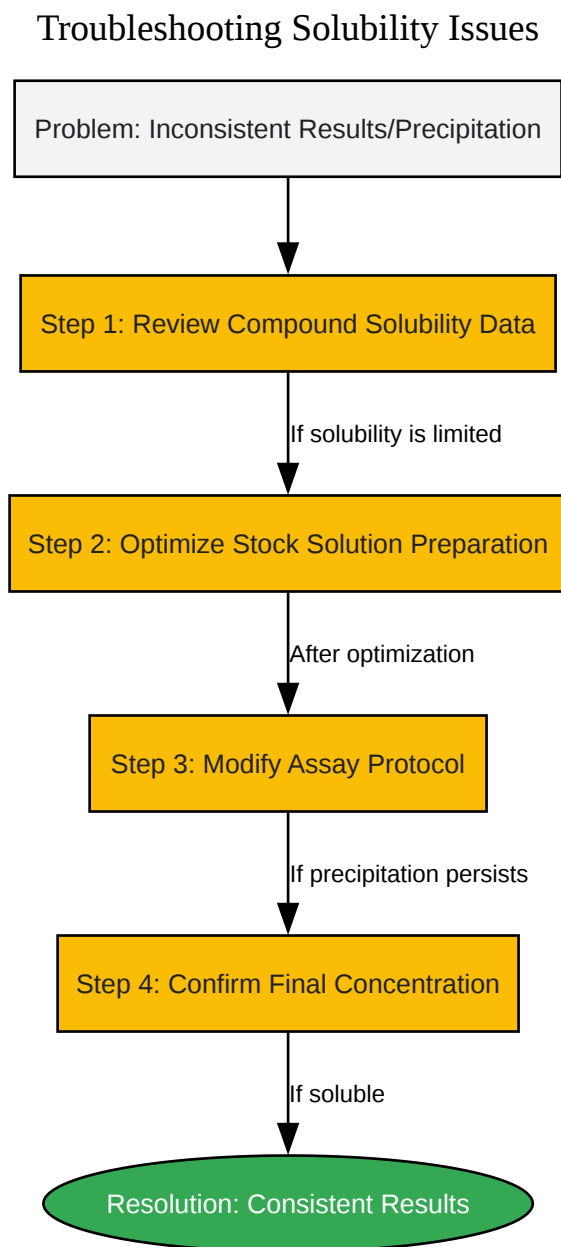 Troubleshooting Solubility Issues
Problem: Inconsistent Results/Precipitation
Step 1: Review Compound Solubility Data
If solubility is limited
Step 2: Optimize Stock Solution Preparation
After optimization
Step 3: Modify Assay Protocol
If precipitation persists
Step 4: Confirm Final Concentration
If soluble
Resolution: Consistent Results